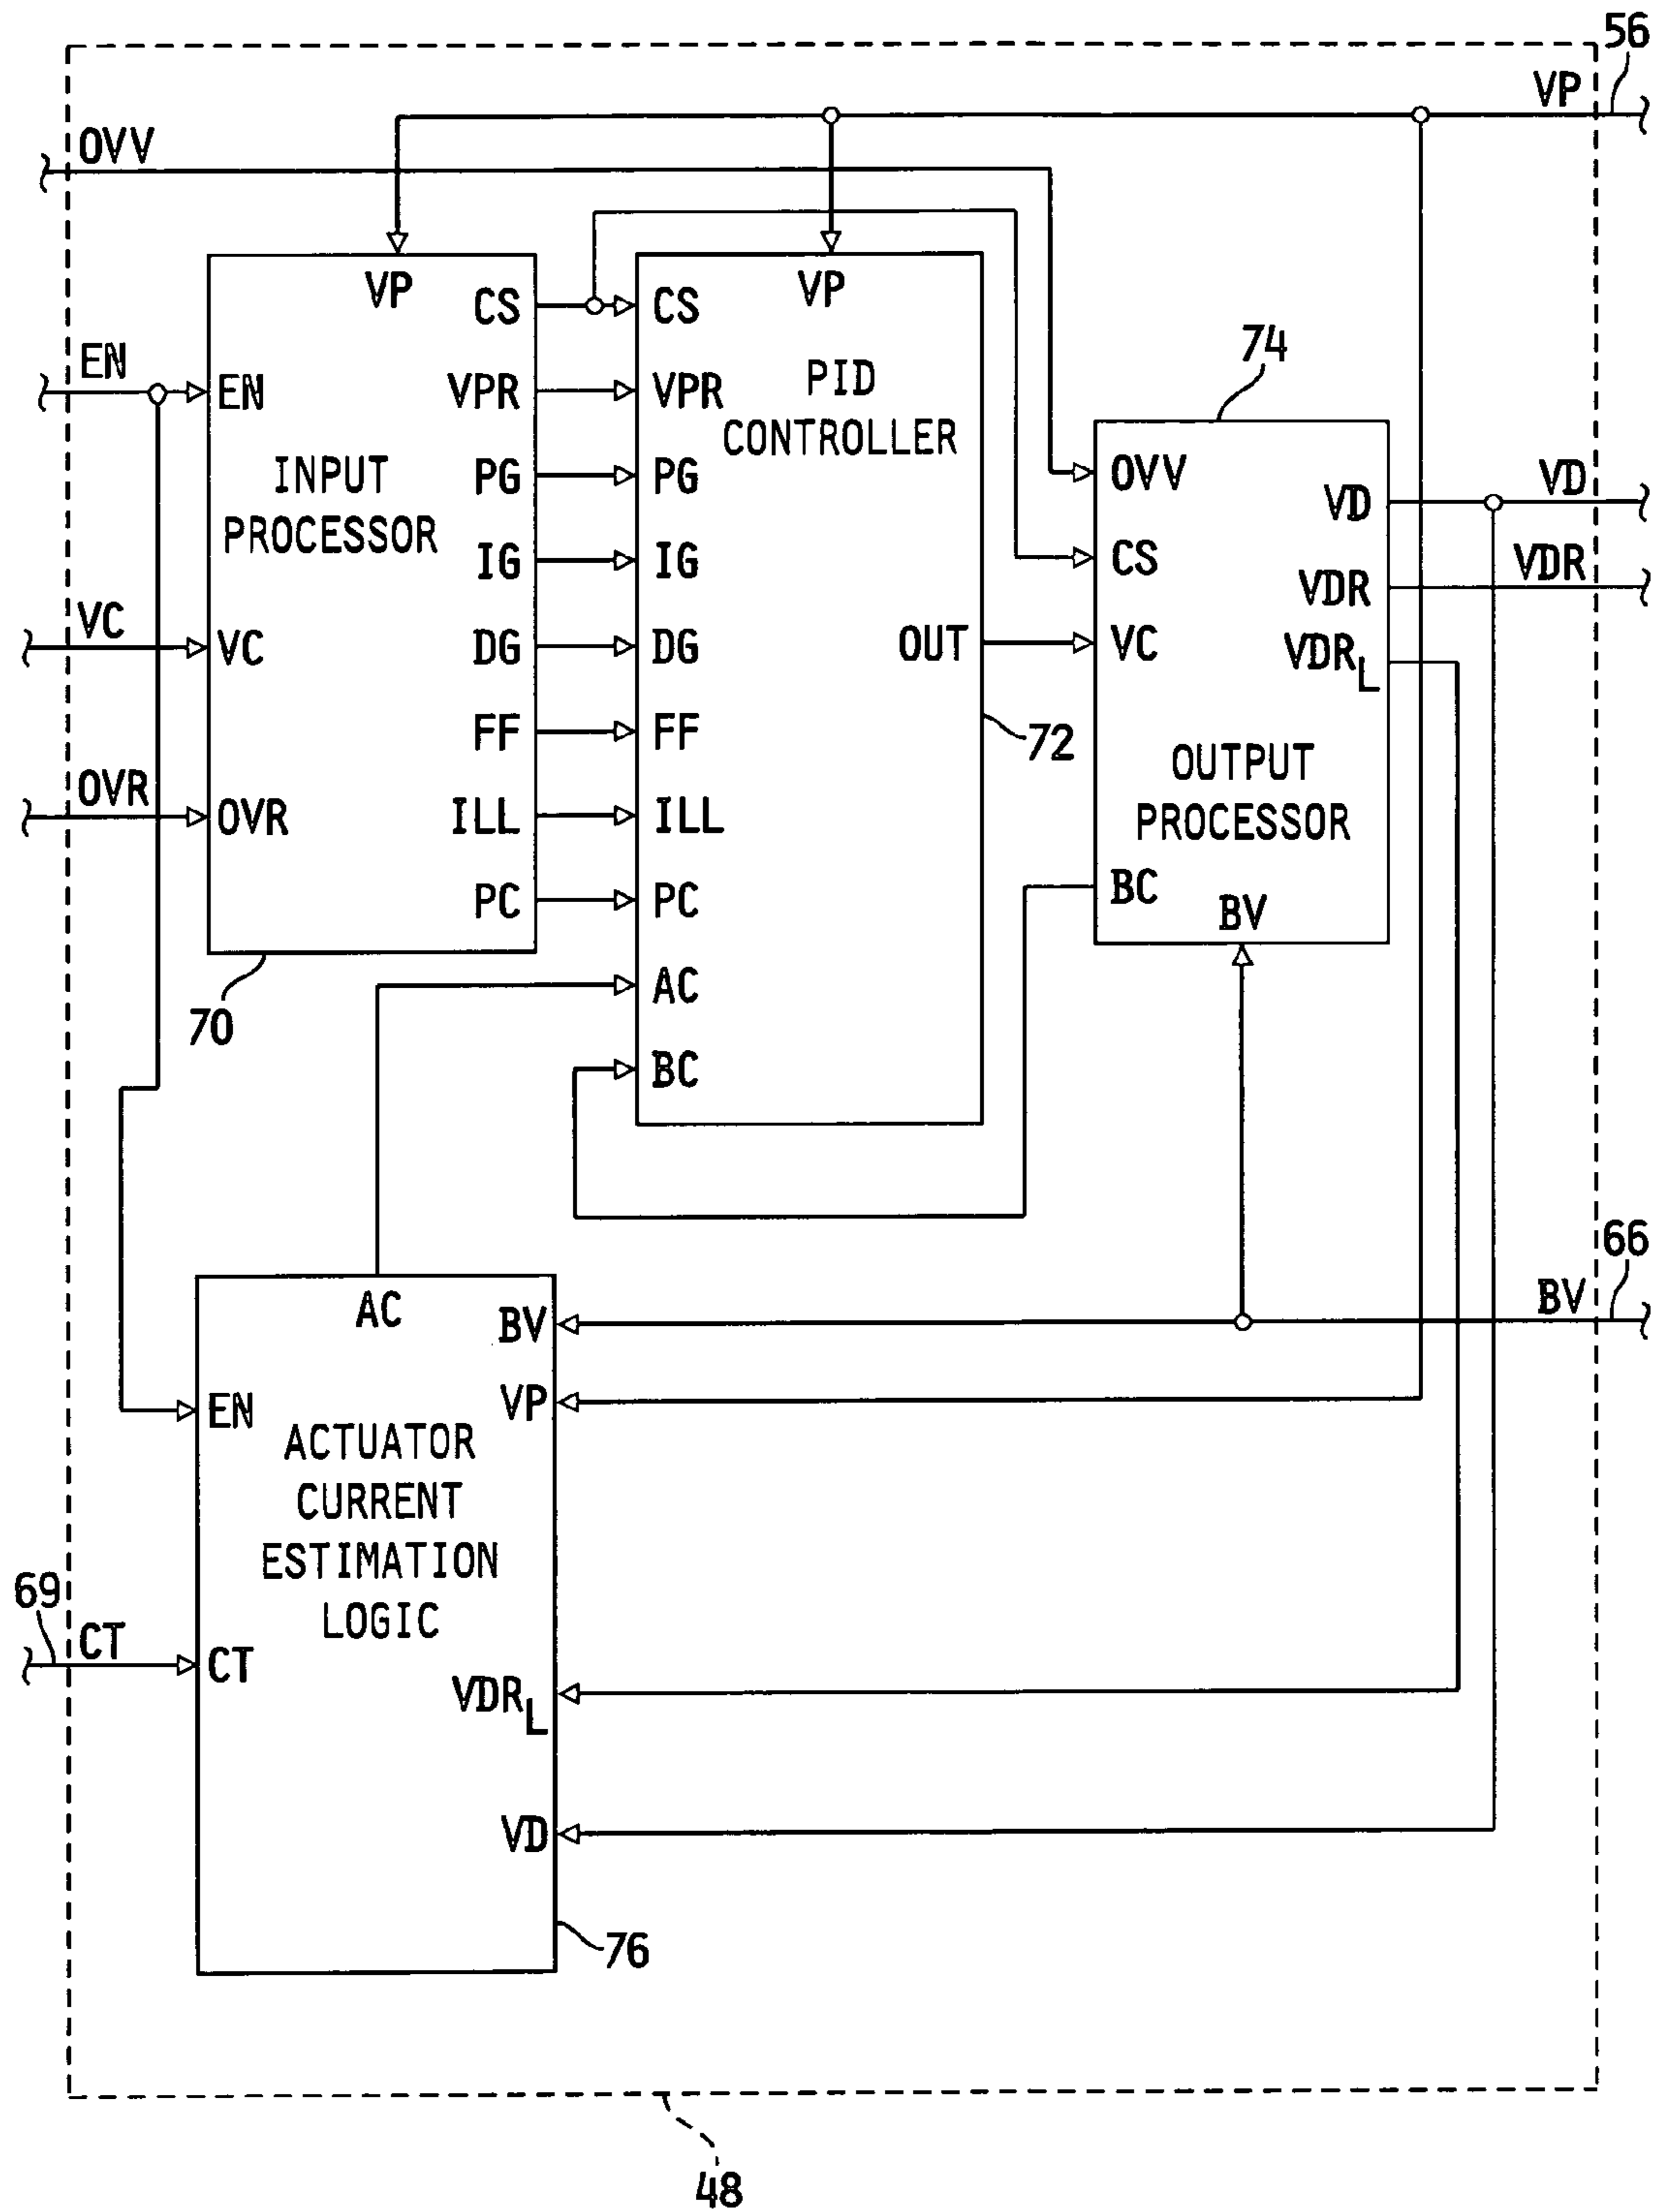 56
VP
OVV
VP
CS
CS
VP
EN
EN
VPR
VPR
PID
CONTROLLER
74
INPUT
PROCESSOR
PG
PG
OVV
VD
VD
IG
IG
CS
VDR
VDR
VC
VC
DG
DG
OUT
VC
VDRL
FF
FF
72
OUTPUT
PROCESSOR
OVR
OVR
ILL
ILL
PC
PC
BC
BV
70
AC
BC
66
AC
BV
BV
EN
VP
ACTUATOR
CURRENT
ESTIMATION
LOGIC
69
CT
CT
VDRL
VD
76
48